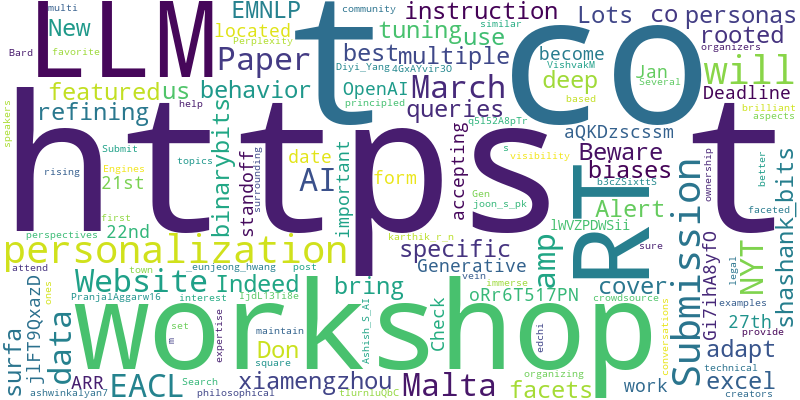 multi
Bard
New
favorite
LLM
EMNLP
located
Perplexity
Paper
community
similar
Diyi_Yang
4GxAYvir3O
instruction
tuning
use
best
multiple
OpenAI
March
principled
t
co
Lots
co
personas
rooted
will
Jan
become
deep
VishvakM
Several
based
Deadline
featured
us
behavior
refining
queries
q5152A8pTr
aQKDzscssm
brilliant
aspects
organizers
speakers
Submit
help
Engines
topics
rising
21st
22nd
first
perspectives
https
binarybits
standoff
surrounding
date
AI
important
form
accepting
s
visibility
Gen
joon_s_pk
karthik_r_n
Beware
biases
b3cZSixttS
Alert
lWVZPDWSii
RT
t
ownership
better
faceted
sure
legal
examples
provide
NYT
shashank_bits
Submission
Gi7ihA8yfO
personalization
specific
Generative
vein
immerse
amp
cover
crowdsource
conversations
attend
town
_eunjeong_hwang
post
Website
Indeed
bring
oRr6T517PN
PranjalAggarw16
interest
ljdLT3Ti8e
Check
27th
surfa
jlFT9QxazD
ones
data
workshop
set
m
maintain
expertise
Don
square
Ashish_S_AI
edchi
organizing
adapt
technical
creators
excel
work
ARR
EACL
Search
philosophical
ashwinkalyan7
xiamengzhou
tlurnluQbC
Malta
facets